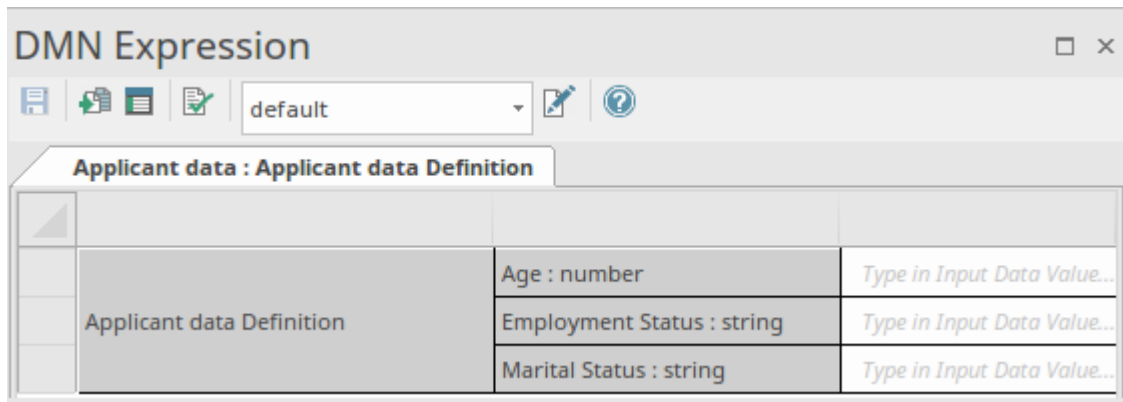 DMN Expression
default
Applicant data : Applicant data Definition
Age : number
Type in Input Data Value...
Applicant data Definition
Employment Status : string
Type in Input Data Value...
Marital Status : string
Type in Input Data Value...